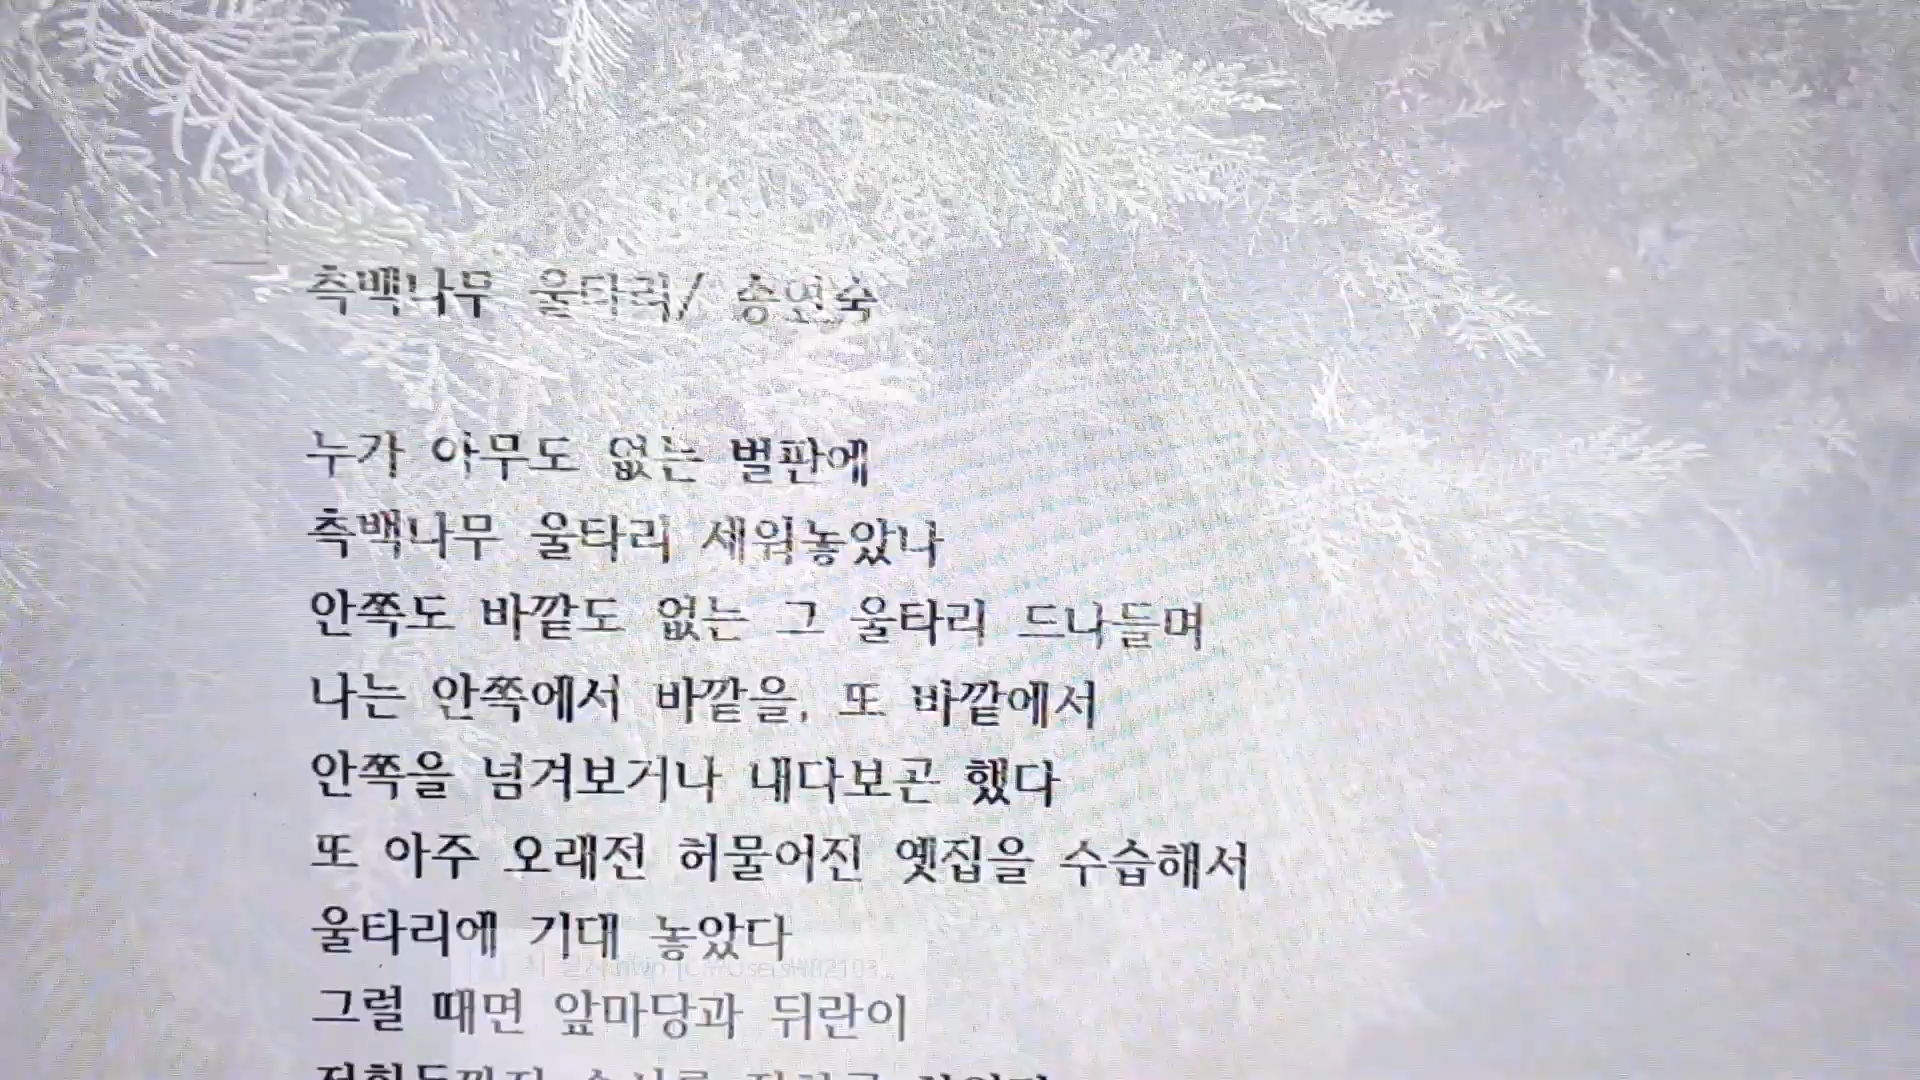 측백나무 울타리/ 송연숙
누가 아무도 없는 벌판에
측백나무 울타리 세워놓았나
안쪽도 바깥도 없는 그 울타리 드나들며
나는 안쪽에서 바깥을, 또 바깥에서
안쪽을 넘겨보거나 내다보곤 했다
또 아주 오래전 허물어진 옛집을 수습해서
울타리에 기대 놓았다
그럴 때면 앞마당과 뒤란이